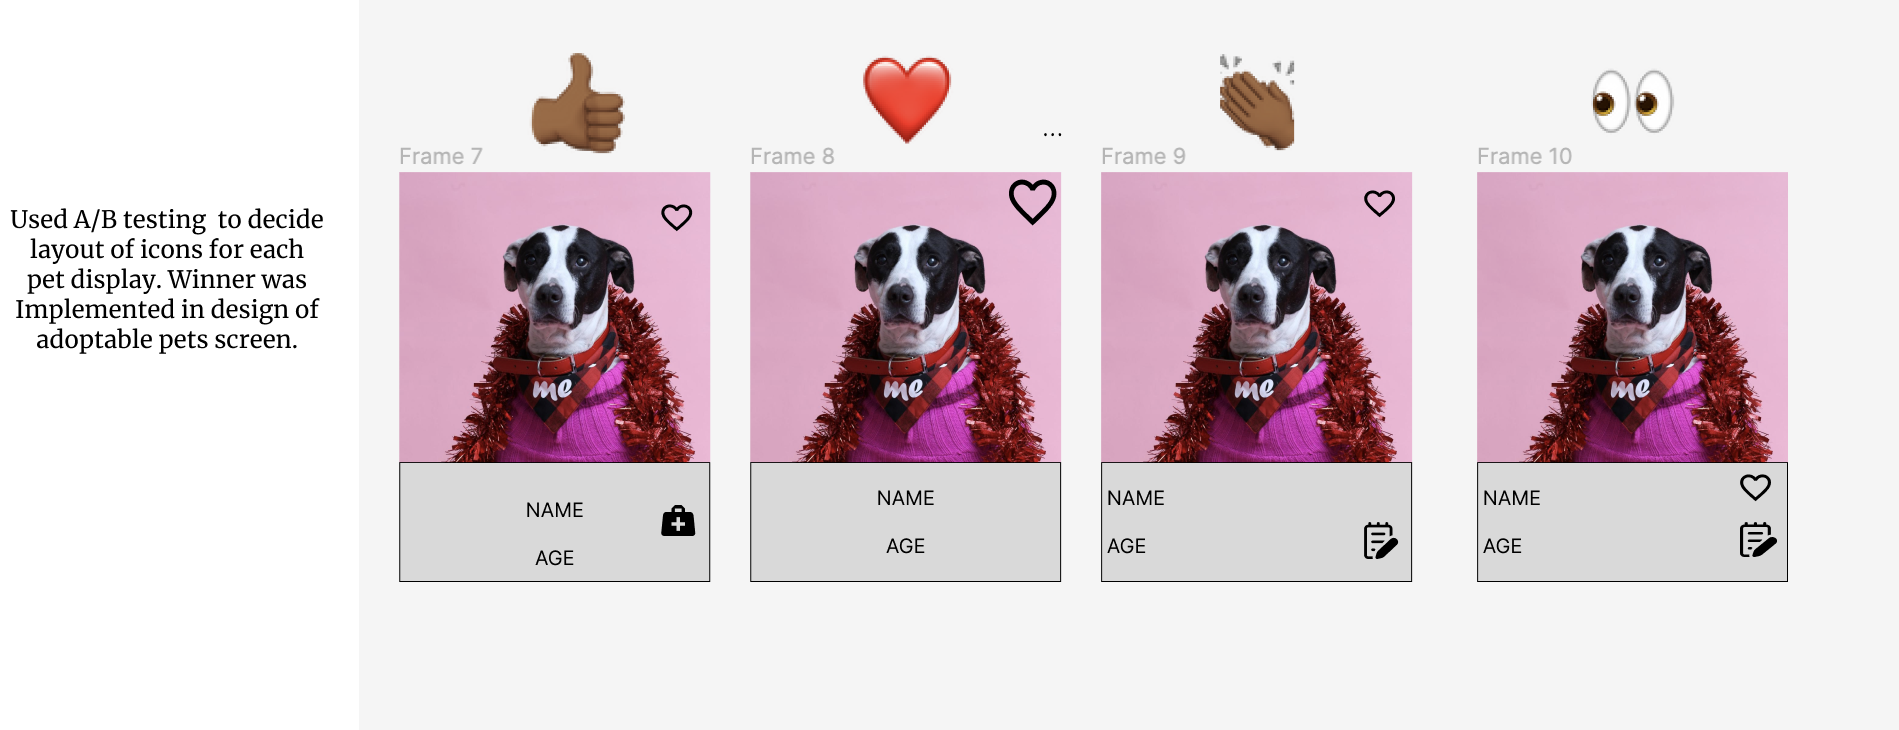 Used A/B testing to decide
layout of icons for each
pet display. Winner was
Implemented in design of
adoptable pets screen.
...
Frame 7
Frame 8
Frame 9
Frame 10
me
me
me
me
NAME
AGE
NAME
AGE
NAME
AGE
NAME
AGE